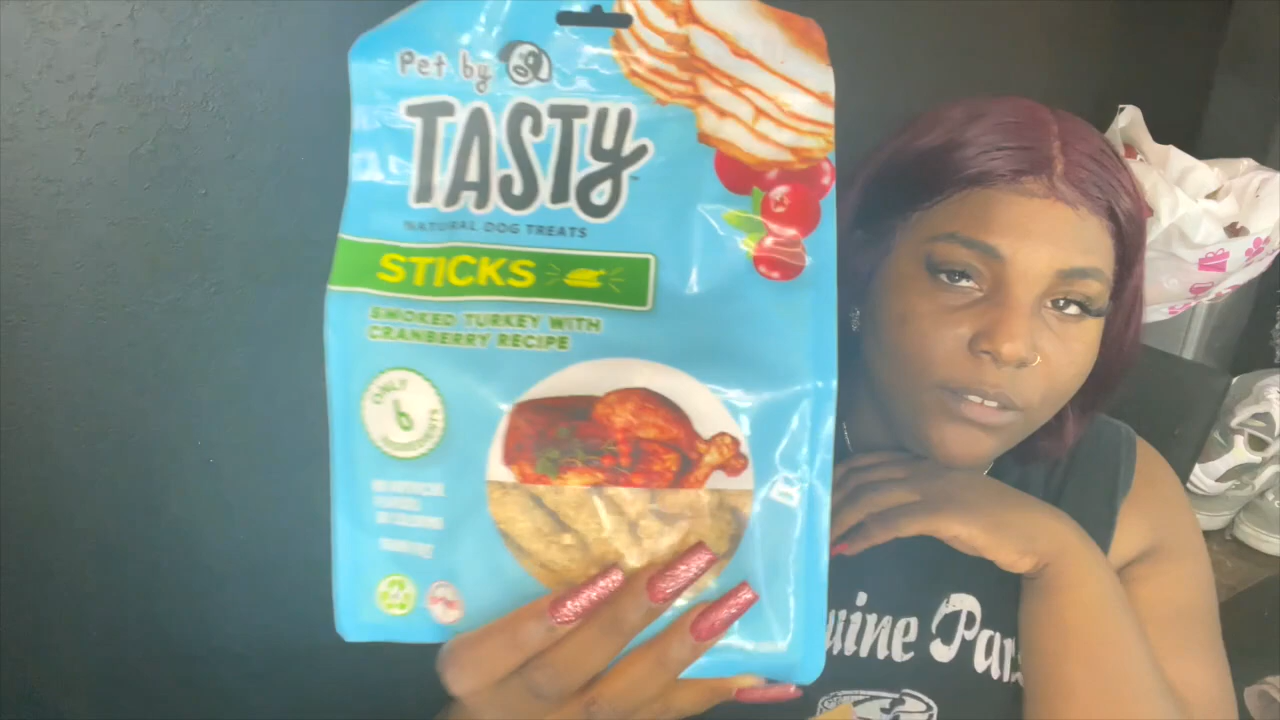 Pet by
TASTY
NATURAL DOG TREATS
STICKS
SMOKED TURKEY WITH
CRANBERRY RECIPE
ONLY
6
uine Par